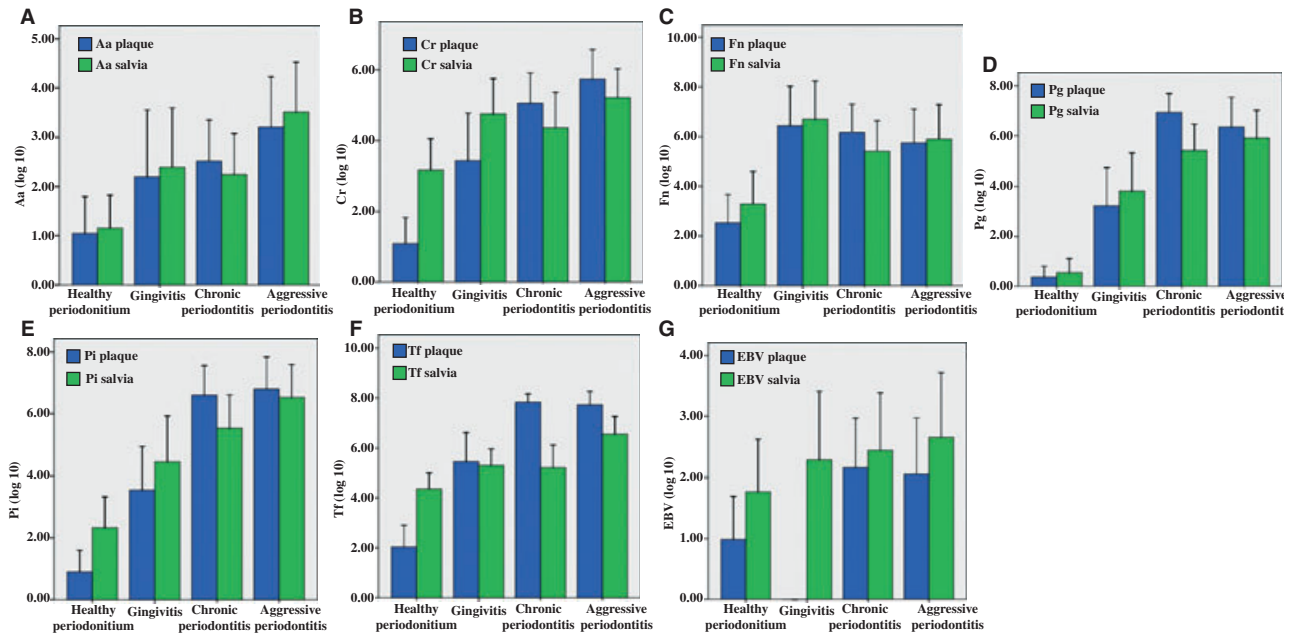 A
Aa plaque
Aa salvia
Aa (log 10)
5.00
4.00
3.00
2.00
1.00
0.00
Healthy periodonitium
Gingivitis
Chronic periodontitis
Aggressive periodontitis
B
Cr plaque
Cr salvia
Cr (log 10)
6.00
4.00
2.00
0.00
Healthy periodonitium
Gingivitis
Chronic periodontitis
Aggressive periodontitis
C
Fn plaque
Fn salvia
Fn (log 10)
10.00
8.00
6.00
4.00
2.00
0.00
Healthy periodonitium
Gingivitis
Chronic periodontitis
Aggressive periodontitis
D
Pg plaque
Pg salvia
Pg (log 10)
8.00
6.00
4.00
2.00
0.00
Healthy periodonitium
Gingivitis
Chronic periodontitis
Aggressive periodontiti
E
Pi plaque
Pi salvia
Pi (log 10)
8.00
6.00
4.00
2.00
0.00
Healthy periodonitium
Gingivitis
Chronic periodontitis
Aggressive periodontitis
F
Tf plaque
Tf salvia
Tf (log 10)
10.00
8.00
6.00
4.00
2.00
0.00
Healthy periodonitium
Gingivitis
Chronic periodontitis
Aggressive periodontitis
G
EBV plaque
EBV salvia
EBV (log 10)
4.00
3.00
2.00
1.00
0.00
Healthy periodonitium
Gingivitis
Chronic periodontitis
Aggressive periodontitis